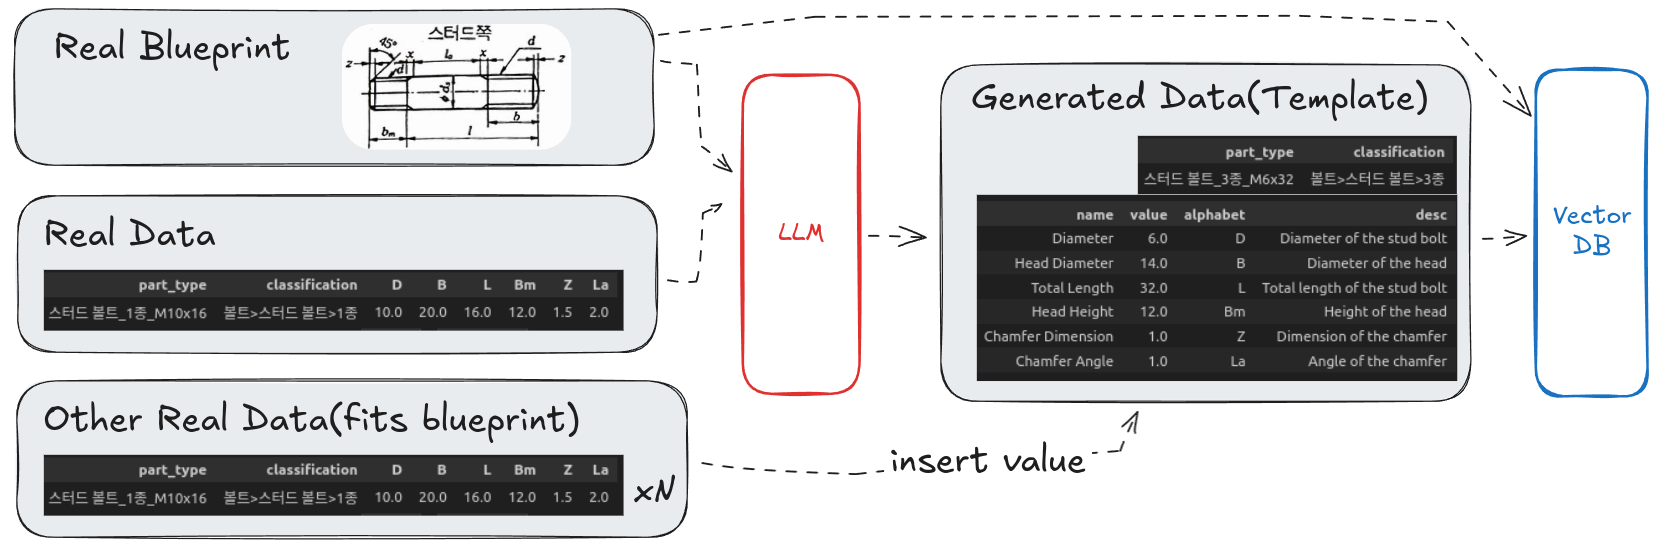 Real Blueprint
스터드쪽
45°
x
l₀
x
d
z
d
z
ϕ dₛ
b
bₘ
l
Real Data
part_type classification D B L Bm Z La
스터드 볼트_1종_M10x16 볼트>스터드 볼트>1종 10.0 20.0 16.0 12.0 1.5 2.0
Other Real Data(fits blueprint)
part_type classification D B L Bm Z La
스터드 볼트_1종_M10x16 볼트>스터드 볼트>1종 10.0 20.0 16.0 12.0 1.5 2.0
xN
LLM
insert value
Generated Data(Template)
part_type classification
스터드 볼트_3종_M6x32 볼트>스터드 볼트>3종
name value alphabet desc
Diameter 6.0 D Diameter of the stud bolt
Head Diameter 14.0 B Diameter of the head
Total Length 32.0 L Total length of the stud bolt
Head Height 12.0 Bm Height of the head
Chamfer Dimension 1.0 Z Dimension of the chamfer
Chamfer Angle 1.0 La Angle of the chamfer
Vector
DB